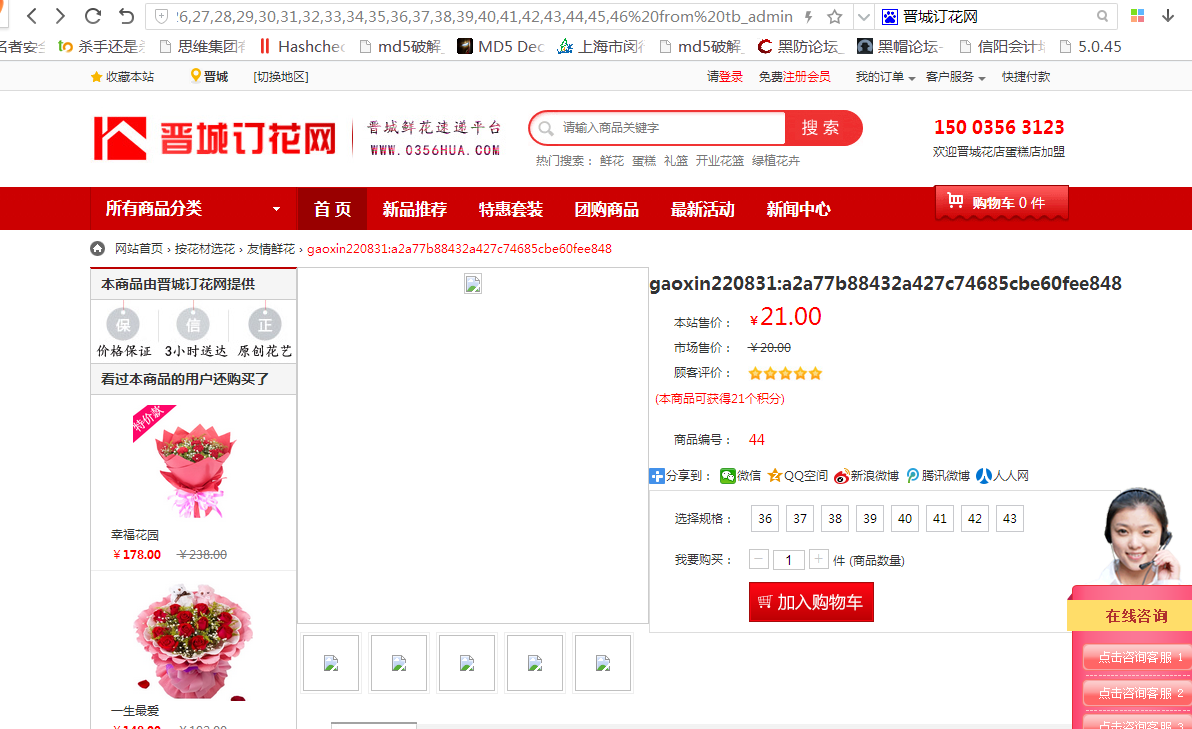 26,27,28,29,30,31,32,33,34,35,36,37,38,39,40,41,42,43,44,45,46%20from%20tb_admin 晋城订花网
名者安全 杀手还是 思维集团 Hashchec md5破解_ MD5 Dec 上海市闵行 md5破解_ 黑防论坛_ 黑帽论坛- 信阳会计 5.0.45
收藏本站 晋城 [切换地区] 请登录 免费注册会员 我的订单 客户服务 快捷付款
晋城订花网 晋城鲜花速递平台 请输入商品关键字 搜 索 150 0356 3123
WWW.0356HUA.COM 热门搜索： 鲜花 蛋糕 礼篮 开业花篮 绿植花卉 欢迎晋城花店蛋糕店加盟
所有商品分类 首 页 新品推荐 特惠套装 团购商品 最新活动 新闻中心 购物车 0 件
网站首页 › 按花材选花 › 友情鲜花 › gaoxin220831:a2a77b88432a427c74685cbe60fee848
本商品由晋城订花网提供
保 信 正
价格保证 3小时送达 原创花艺
看过本商品的用户还购买了
特价款
幸福花园
￥178.00 ￥238.00
一生最爱
gaoxin220831:a2a77b88432a427c74685cbe60fee848
本站售价： ￥21.00
市场售价： ￥20.00
顾客评价：
(本商品可获得21个积分)
商品编号： 44
分享到： 微信 QQ空间 新浪微博 腾讯微博 人人网
选择规格： 36 37 38 39 40 41 42 43
我要购买： − 1 + 件 (商品数量)
加入购物车
在线咨询
点击咨询客服 1
点击咨询客服 2
点击咨询客服 3